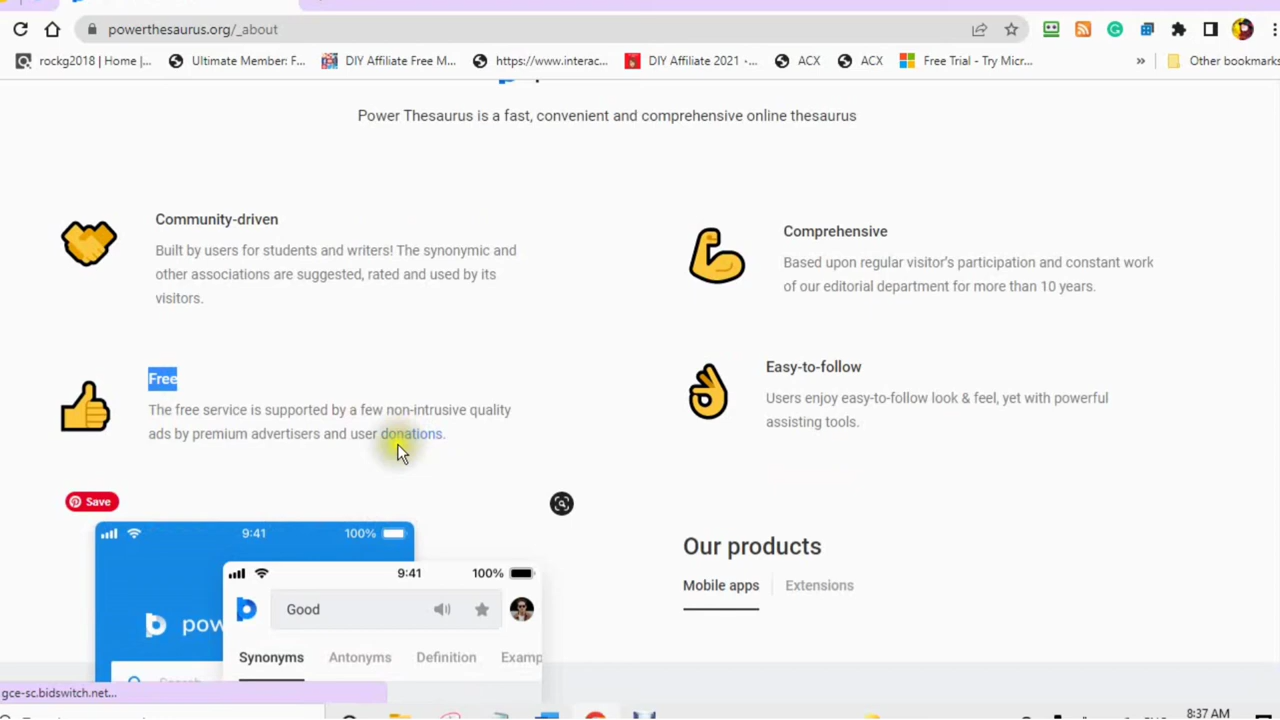 powerthesaurus.org/_about
rockg2018 | Home |...
Ultimate Member: F...
DIY Affiliate Free M...
https://www.interac...
DIY Affiliate 2021 -...
ACX
ACX
Free Trial - Try Micr...
»
Other bookmarks
Power Thesaurus is a fast, convenient and comprehensive online thesaurus
Community-driven
Built by users for students and writers! The synonymic and
other associations are suggested, rated and used by its
visitors.
Comprehensive
Based upon regular visitor's participation and constant work
of our editorial department for more than 10 years.
Free
The free service is supported by a few non-intrusive quality
ads by premium advertisers and user donations.
Easy-to-follow
Users enjoy easy-to-follow look & feel, yet with powerful
assisting tools.
Save
9:41
100%
9:41
100%
pow
Good
Synonyms
Antonyms
Definition
Examp
Our products
Mobile apps
Extensions
gce-sc.bidswitch.net...
8:37 AM